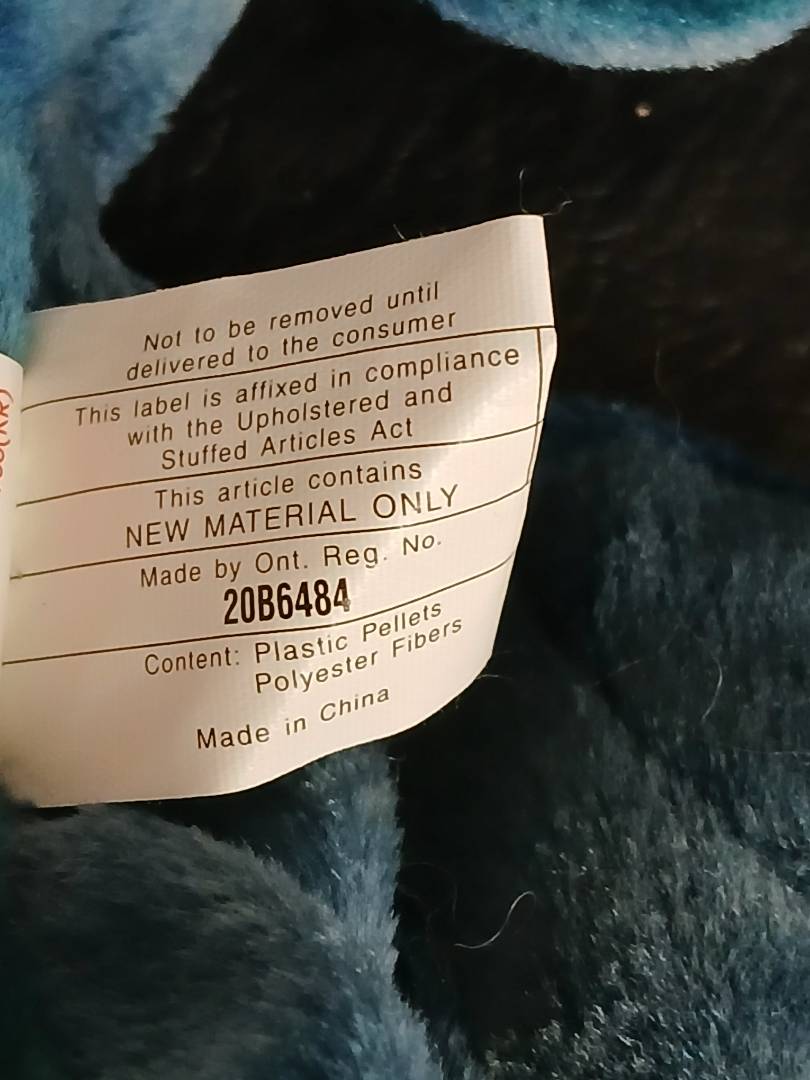 Not to be removed until
delivered to the consumer
This label is affixed in compliance
with the Upholstered and
Stuffed Articles Act
This article contains
NEW MATERIAL ONLY
Made by Ont. Reg. No.
20B6484
Content: Plastic Pellets
Polyester Fibers
Made in China